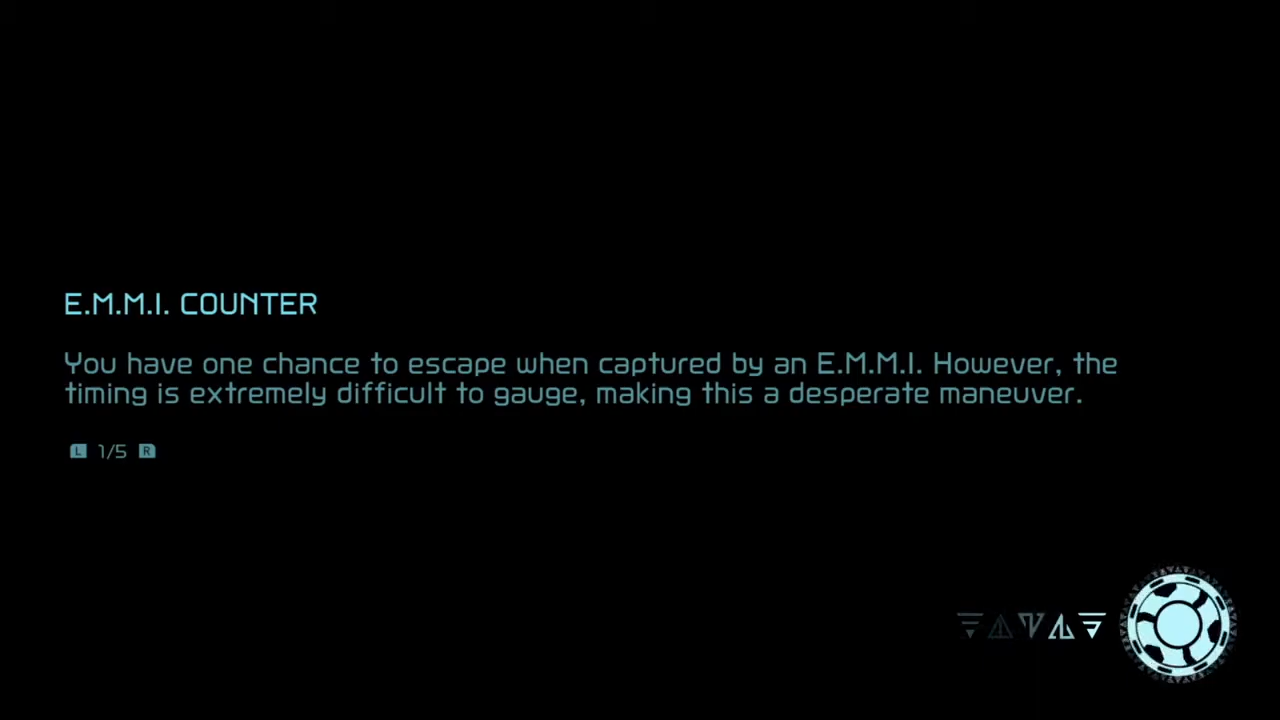 E.M.M.I. COUNTER
You have one chance to escape when captured by an E.M.M.I. However, the
timing is extremely difficult to gauge, making this a desperate maneuver.
L 1/5 R